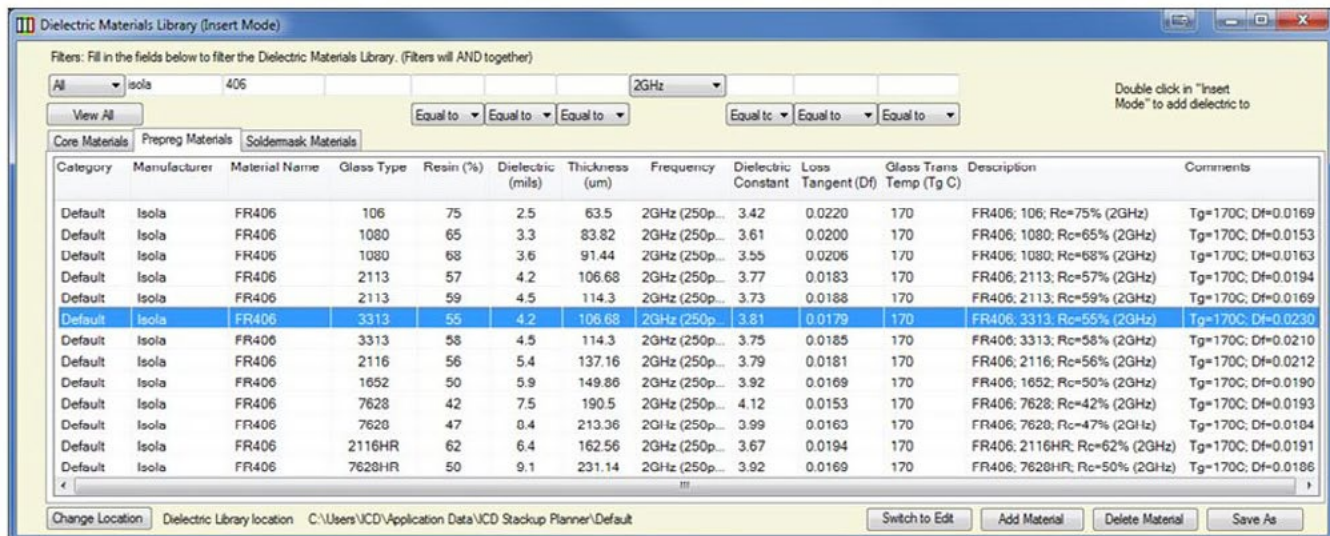 Dielectric Materials Library (Insert Mode)
Filters: Fill in the fields below to filter the Dielectric Materials Library. (Filters will AND together)
All isola 406 2GHz
Double click in "Insert Mode" to add dielectric to
View All Equal to Equal to Equal to Equal tc Equal to Equal to
Core Materials Prepreg Materials Soldermask Materials
Category Manufacturer Material Name Glass Type Resin (%) Dielectric (mils) Thickness (um) Frequency Dielectric Constant Loss Tangent (Df) Glass Trans Temp (Tg C) Description Comments
Default Isola FR406 106 75 2.5 63.5 2GHz (250p... 3.42 0.0220 170 FR406; 106; Rc=75% (2GHz) Tg=170C; Df=0.0169
Default Isola FR406 1080 65 3.3 83.82 2GHz (250p... 3.61 0.0200 170 FR406; 1080; Rc=65% (2GHz) Tg=170C; Df=0.0153
Default Isola FR406 1080 68 3.6 91.44 2GHz (250p... 3.55 0.0206 170 FR406; 1080; Rc=68% (2GHz) Tg=170C; Df=0.0163
Default Isola FR406 2113 57 4.2 106.68 2GHz (250p... 3.77 0.0183 170 FR406; 2113; Rc=57% (2GHz) Tg=170C; Df=0.0194
Default Isola FR406 2113 59 4.5 114.3 2GHz (250p... 3.73 0.0188 170 FR406; 2113; Rc=59% (2GHz) Tg=170C; Df=0.0169
Default Isola FR406 3313 55 4.2 106.68 2GHz (250p... 3.81 0.0179 170 FR406; 3313; Rc=55% (2GHz) Tg=170C; Df=0.0230
Default Isola FR406 3313 58 4.5 114.3 2GHz (250p... 3.75 0.0185 170 FR406; 3313; Rc=58% (2GHz) Tg=170C; Df=0.0210
Default Isola FR406 2116 56 5.4 137.16 2GHz (250p... 3.79 0.0181 170 FR406; 2116; Rc=56% (2GHz) Tg=170C; Df=0.0212
Default Isola FR406 1652 50 5.9 149.86 2GHz (250p... 3.92 0.0169 170 FR406; 1652; Rc=50% (2GHz) Tg=170C; Df=0.0190
Default Isola FR406 7628 42 7.5 190.5 2GHz (250p... 4.12 0.0153 170 FR406; 7628; Rc=42% (2GHz) Tg=170C; Df=0.0193
Default Isola FR406 7628 47 8.4 213.36 2GHz (250p... 3.99 0.0163 170 FR406; 7628; Rc=47% (2GHz) Tg=170C; Df=0.0184
Default Isola FR406 2116HR 62 6.4 162.56 2GHz (250p... 3.67 0.0194 170 FR406; 2116HR; Rc=62% (2GHz) Tg=170C; Df=0.0191
Default Isola FR406 7628HR 50 9.1 231.14 2GHz (250p... 3.92 0.0169 170 FR406; 7628HR; Rc=50% (2GHz) Tg=170C; Df=0.0186
Change Location Dielectric Library location C:\Users\ICD\Application Data\ICD Stackup Planner\Default Switch to Edit Add Material Delete Material Save As